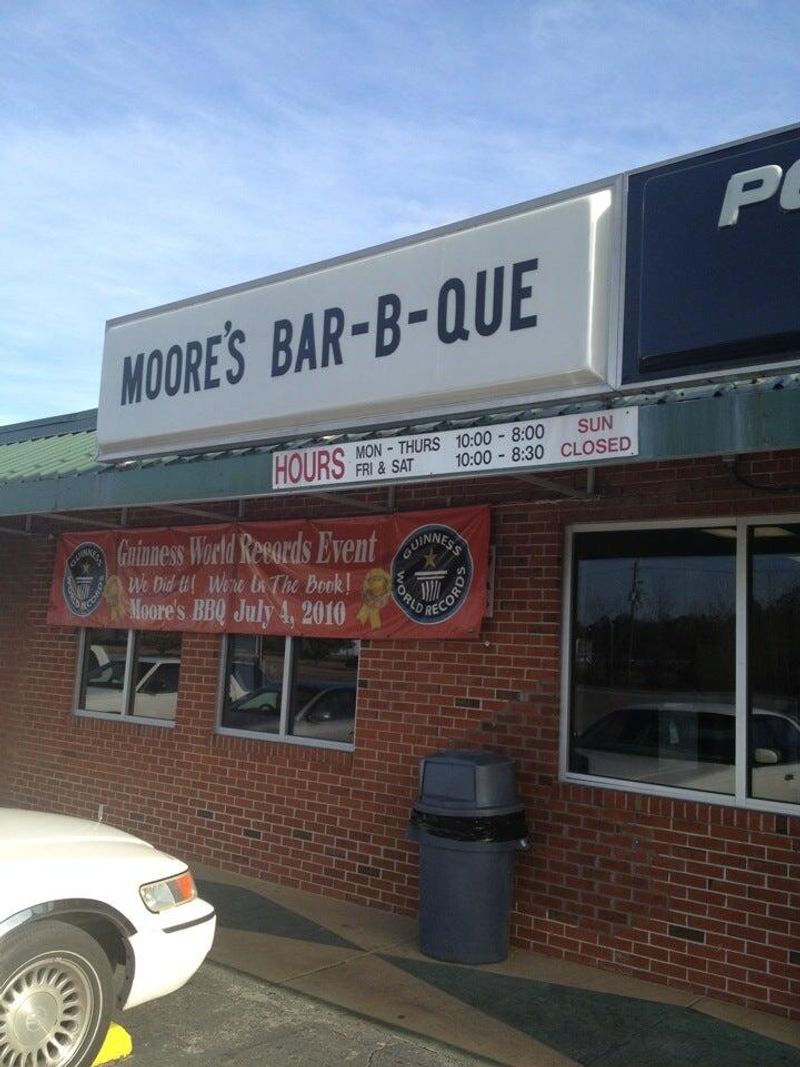 MOORE'S BAR-B-QUE
HOURS MON - THURS 10:00 - 8:00 SUN
FRI & SAT 10:00 - 8:30 CLOSED
Guinness World Records Event
We Did It! We're In The Book!
Moore's BBQ July 4, 2010
GUINNESS WORLD RECORDS
GUINNESS WORLD RECORDS